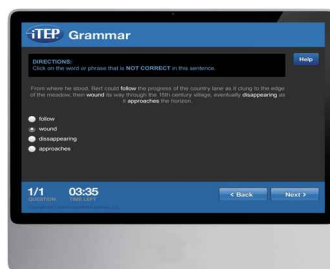 iTEP Grammar
DIRECTIONS:
Help
Click on the word or phrase that is NOT CORRECT in this sentence.
From where he stood, Bert could follow the progress of the country lane as it clung to the edge
of the meadow, then wound its way through the 15th century village, eventually disappearing as
it approaches the horizon.
follow
wound
dissappearing
approaches
1/1
QUESTION
03:35
TIME LEFT
< Back
Next >